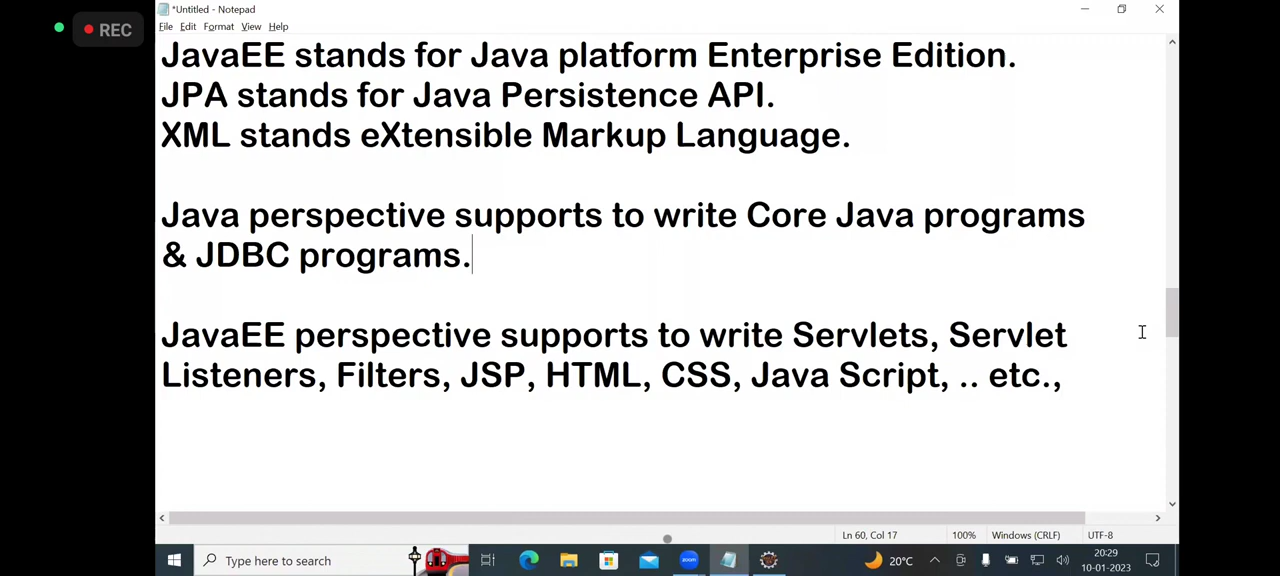 *Untitled - Notepad
REC
File Edit Format View Help
JavaEE stands for Java platform Enterprise Edition.
JPA stands for Java Persistence API.
XML stands eXtensible Markup Language.
Java perspective supports to write Core Java programs
& JDBC programs.
JavaEE perspective supports to write Servlets, Servlet
Listeners, Filters, JSP, HTML, CSS, Java Script, .. etc.,
Ln 60, Col 17 100% Windows (CRLF) UTF-8
Type here to search zoom 20°C 20:29
10-01-2023